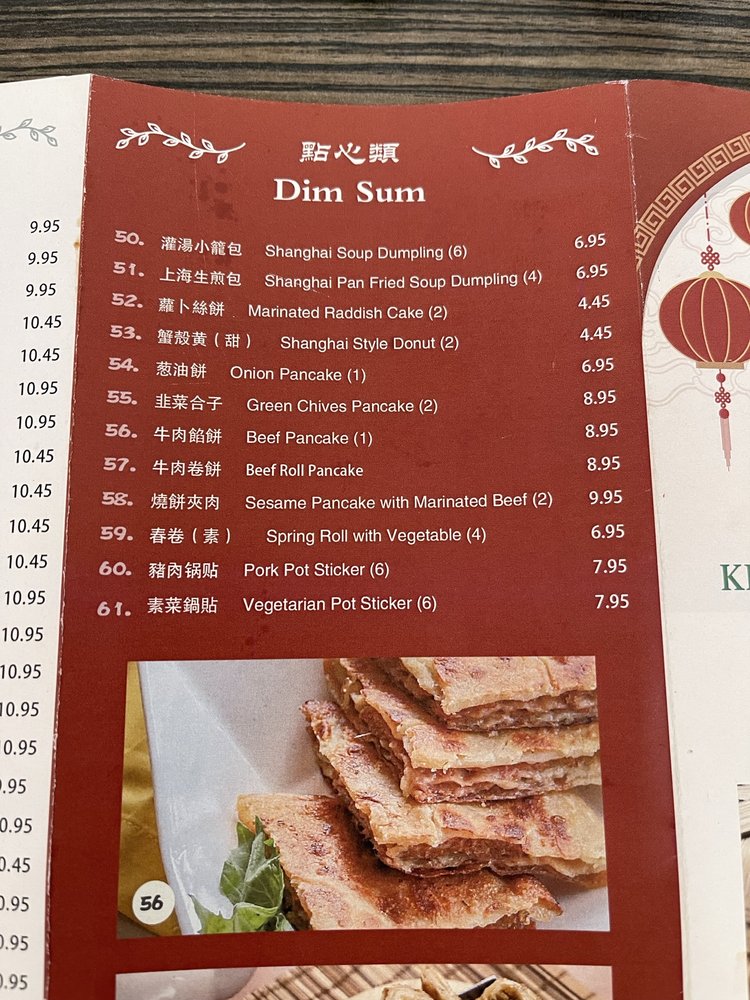 點心類
Dim Sum
50. 灌湯小籠包 Shanghai Soup Dumpling (6) 6.95
51. 上海生煎包 Shanghai Pan Fried Soup Dumpling (4) 6.95
52. 蘿卜絲餅 Marinated Raddish Cake (2) 4.45
53. 蟹殼黄（甜） Shanghai Style Donut (2) 4.45
54. 葱油餅 Onion Pancake (1) 6.95
55. 韭菜合子 Green Chives Pancake (2) 8.95
56. 牛肉餡餅 Beef Pancake (1) 8.95
57. 牛肉卷餅 Beef Roll Pancake 8.95
58. 燒餅夾肉 Sesame Pancake with Marinated Beef (2) 9.95
59. 春卷（素） Spring Roll with Vegetable (4) 6.95
60. 豬肉锅贴 Pork Pot Sticker (6) 7.95
61. 素菜鍋貼 Vegetarian Pot Sticker (6) 7.95
56
9.95
9.95
9.95
10.45
10.45
10.95
10.95
10.45
10.45
10.45
10.45
10.95
10.95
10.95
10.95